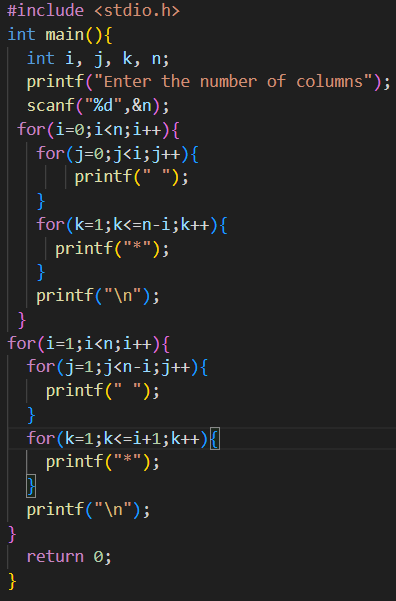 #include <stdio.h>
int main(){
int i, j, k, n;
printf("Enter the number of columns");
scanf("%d",&n);
for(i=0;i<n;i++){
for(j=0;j<i;j++){
printf(" ");
}
for(k=1;k<=n-i;k++){
printf("*");
}
printf("\n");
}
for(i=1;i<n;i++){
for(j=1;j<n-i;j++){
printf(" ");
}
for(k=1;k<=i+1;k++){
printf("*");
}
printf("\n");
}
return 0;
}